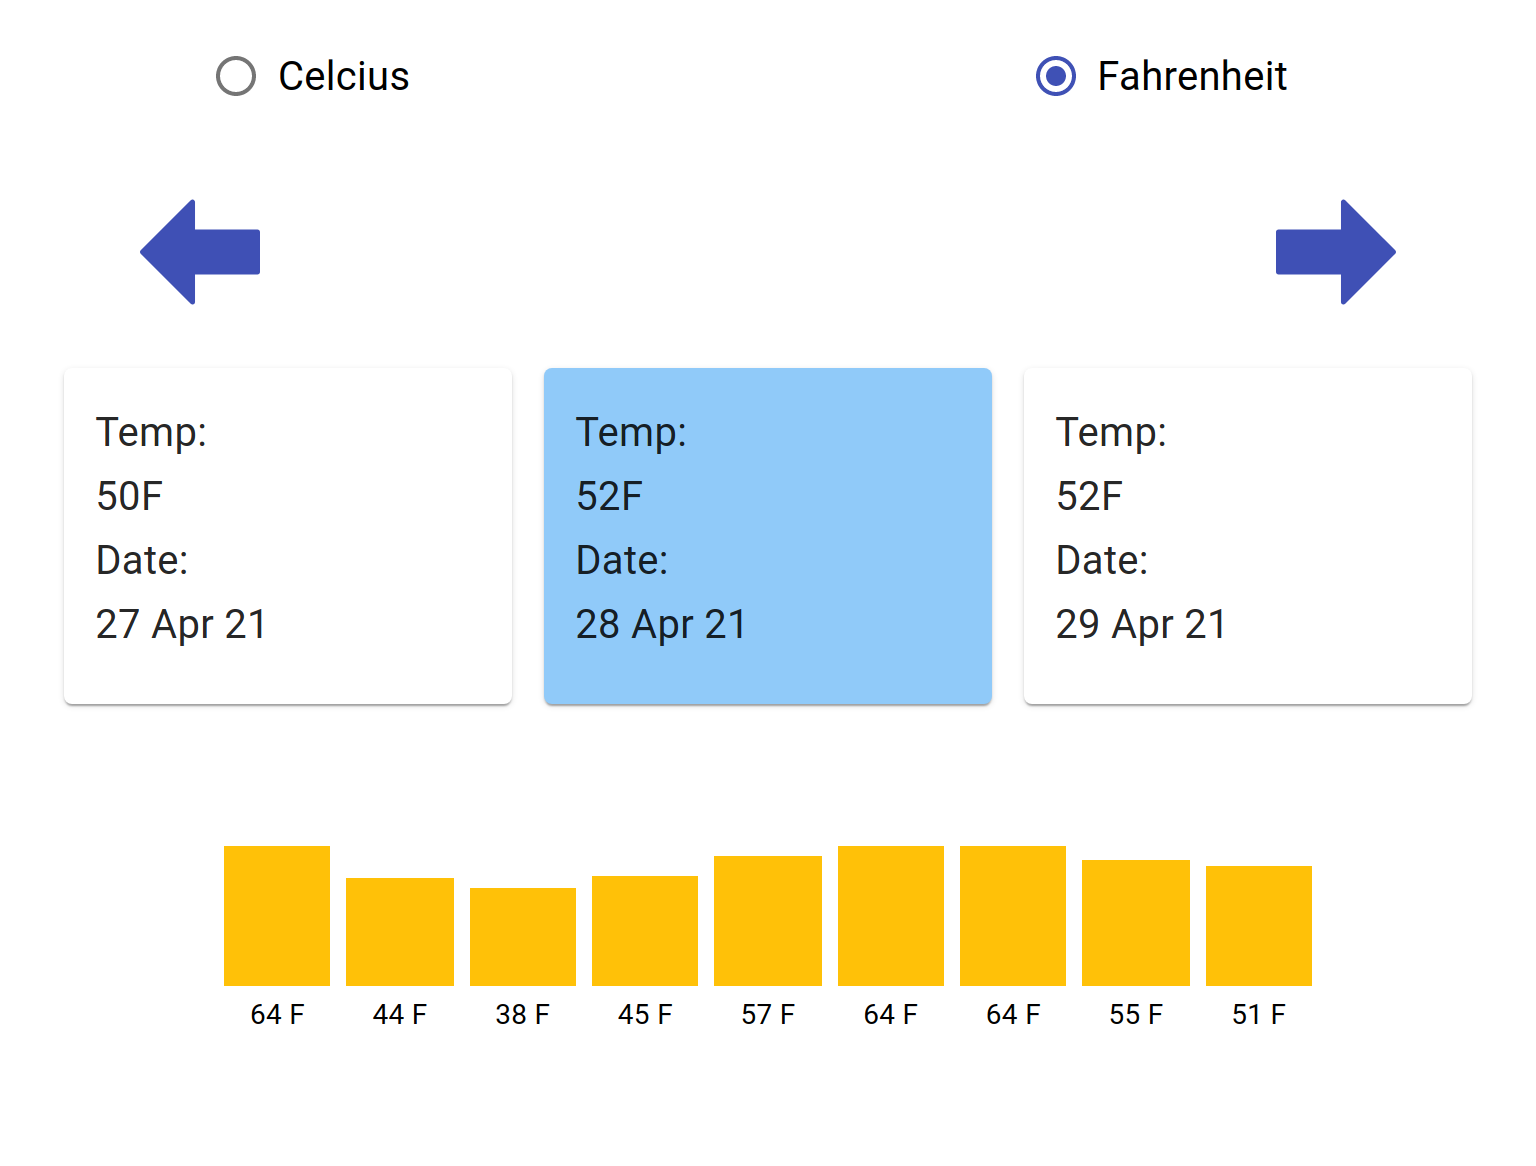 Celcius
Fahrenheit
Temp:
50F
Date:
27 Apr 21
Temp:
52F
Date:
28 Apr 21
Temp:
52F
Date:
29 Apr 21
64 F
44 F
38 F
45 F
57 F
64 F
64 F
55 F
51 F